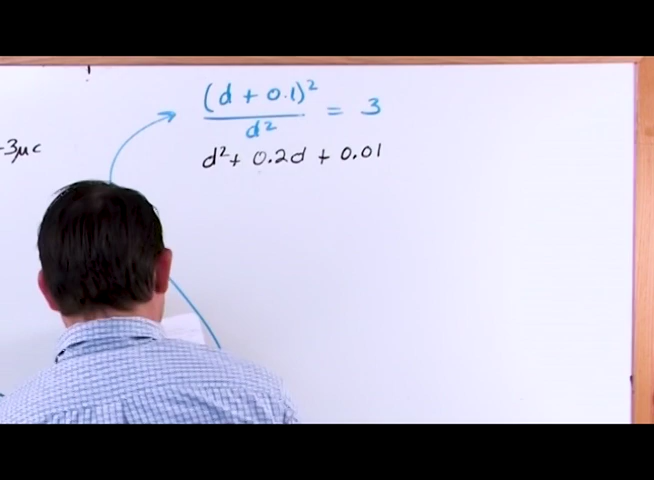 (d + 0.1)² / d² = 3
-3μc
d² + 0.2d + 0.01